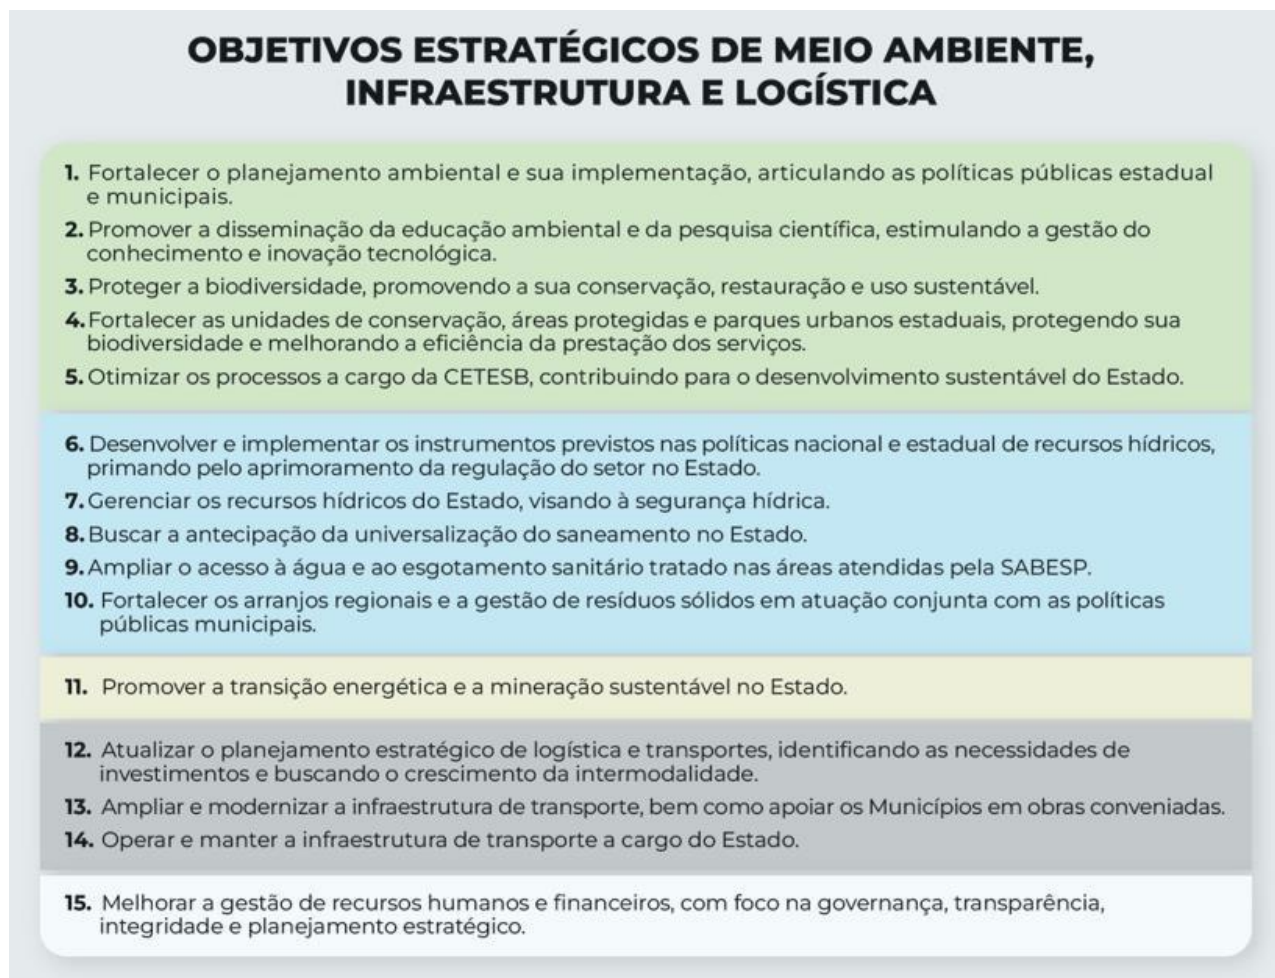 OBJETIVOS ESTRATÉGICOS DE MEIO AMBIENTE,
INFRAESTRUTURA E LOGÍSTICA
1. Fortalecer o planejamento ambiental e sua implementação, articulando as políticas públicas estadual
e municipais.
2. Promover a disseminação da educação ambiental e da pesquisa científica, estimulando a gestão do
conhecimento e inovação tecnológica.
3. Proteger a biodiversidade, promovendo a sua conservação, restauração e uso sustentável.
4. Fortalecer as unidades de conservação, áreas protegidas e parques urbanos estaduais, protegendo sua
biodiversidade e melhorando a eficiência da prestação dos serviços.
5. Otimizar os processos a cargo da CETESB, contribuindo para o desenvolvimento sustentável do Estado.
6. Desenvolver e implementar os instrumentos previstos nas políticas nacional e estadual de recursos hídricos,
primando pelo aprimoramento da regulação do setor no Estado.
7. Gerenciar os recursos hídricos do Estado, visando à segurança hídrica.
8. Buscar a antecipação da universalização do saneamento no Estado.
9. Ampliar o acesso à água e ao esgotamento sanitário tratado nas áreas atendidas pela SABESP.
10. Fortalecer os arranjos regionais e a gestão de resíduos sólidos em atuação conjunta com as políticas
públicas municipais.
11. Promover a transição energética e a mineração sustentável no Estado.
12. Atualizar o planejamento estratégico de logística e transportes, identificando as necessidades de
investimentos e buscando o crescimento da intermodalidade.
13. Ampliar e modernizar a infraestrutura de transporte, bem como apoiar os Municípios em obras conveniadas.
14. Operar e manter a infraestrutura de transporte a cargo do Estado.
15. Melhorar a gestão de recursos humanos e financeiros, com foco na governança, transparência,
integridade e planejamento estratégico.